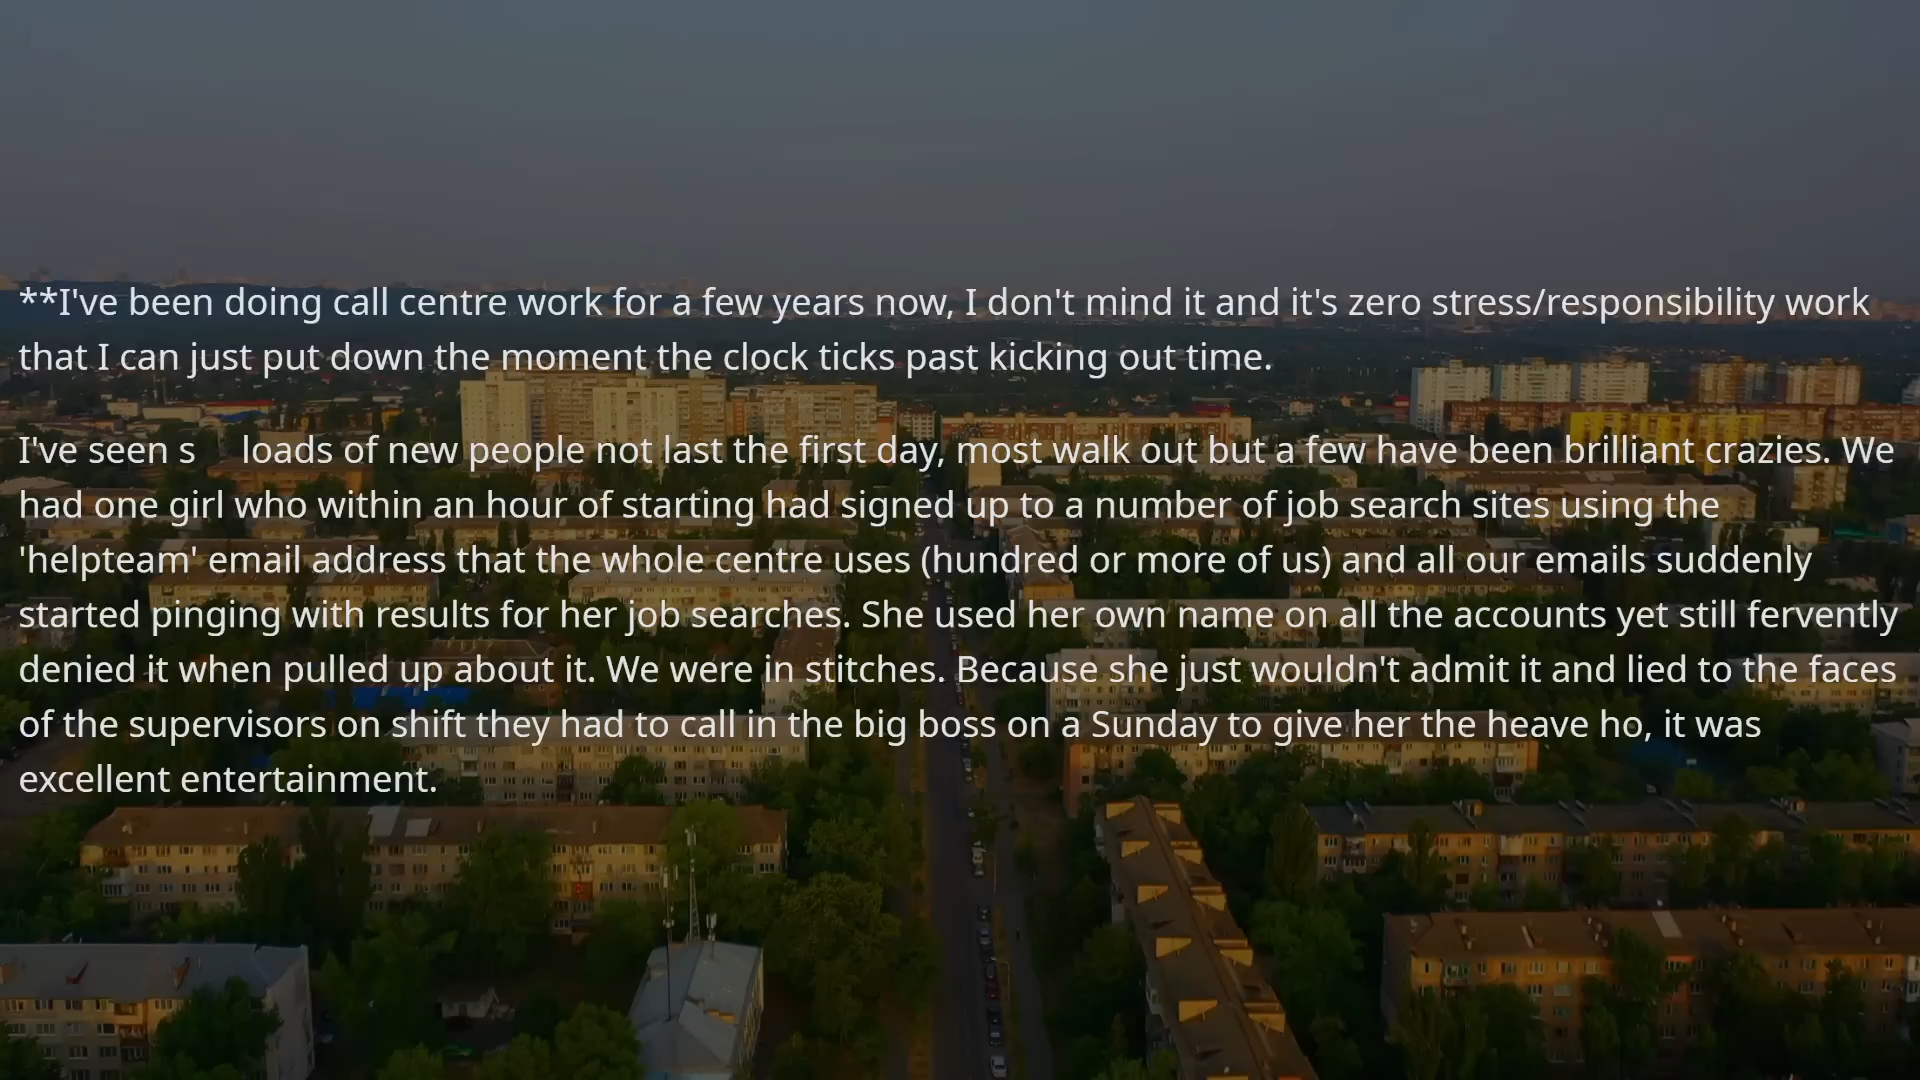 **I've been doing call centre work for a few years now, I don't mind it and it's zero stress/responsibility work
that I can just put down the moment the clock ticks past kicking out time.
I've seen s loads of new people not last the first day, most walk out but a few have been brilliant crazies. We
had one girl who within an hour of starting had signed up to a number of job search sites using the
'helpteam' email address that the whole centre uses (hundred or more of us) and all our emails suddenly
started pinging with results for her job searches. She used her own name on all the accounts yet still fervently
denied it when pulled up about it. We were in stitches. Because she just wouldn't admit it and lied to the faces
of the supervisors on shift they had to call in the big boss on a Sunday to give her the heave ho, it was
excellent entertainment.